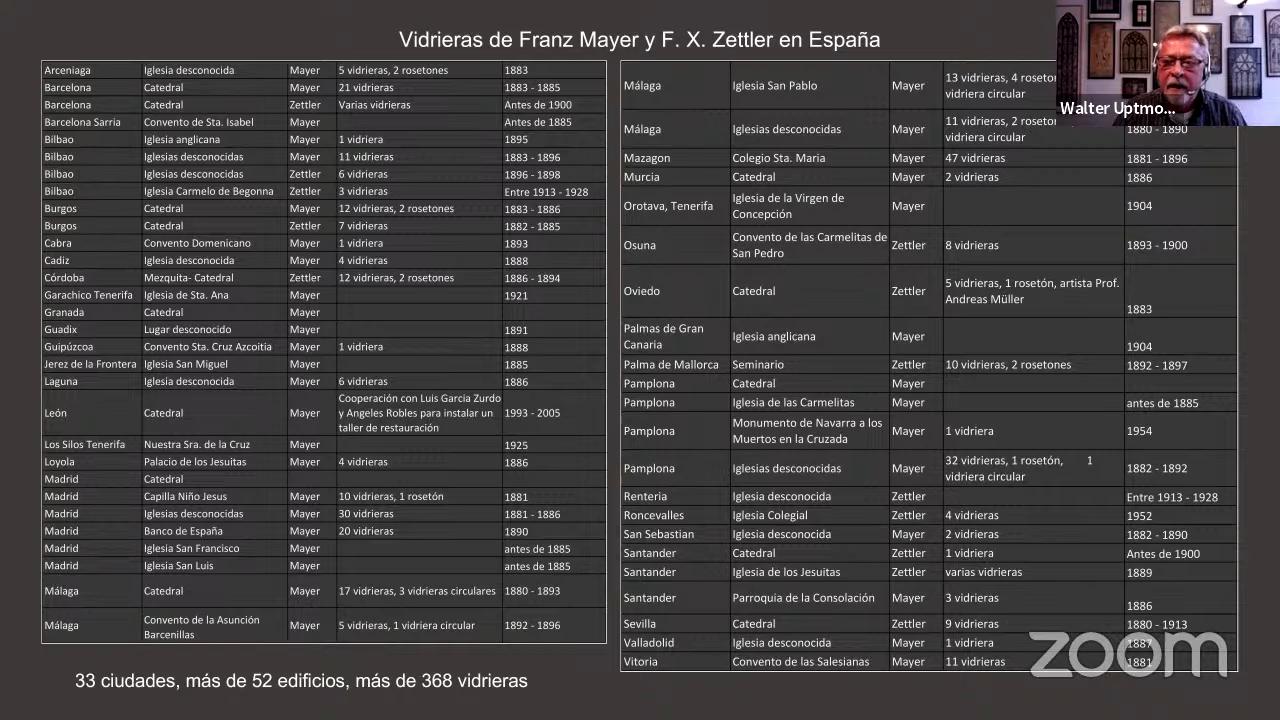 Vidrieras de Franz Mayer y F. X. Zettler en España
Arceniaga Iglesia desconocida Mayer 5 vidrieras, 2 rosetones 1883
Barcelona Catedral Mayer 21 vidrieras 1883 - 1885
Barcelona Catedral Zettler Varias vidrieras Antes de 1900
Barcelona Sarria Convento de Sta. Isabel Mayer Antes de 1885
Bilbao Iglesia anglicana Mayer 1 vidriera 1895
Bilbao Iglesias desconocidas Mayer 11 vidrieras 1883 - 1896
Bilbao Iglesias desconocidas Zettler 6 vidrieras 1896 - 1898
Bilbao Iglesia Carmelo de Begonna Zettler 3 vidrieras Entre 1913 - 1928
Burgos Catedral Mayer 12 vidrieras, 2 rosetones 1883 - 1886
Burgos Catedral Zettler 7 vidrieras 1882 - 1885
Cabra Convento Domenicano Mayer 1 vidriera 1893
Cadiz Iglesia desconocida Mayer 4 vidrieras 1888
Córdoba Mezquita- Catedral Zettler 12 vidrieras, 2 rosetones 1886 - 1894
Garachico Tenerifa Iglesia de Sta. Ana Mayer 1921
Granada Catedral Mayer
Guadix Lugar desconocido Mayer 1891
Guipúzcoa Convento Sta. Cruz Azcoitia Mayer 1 vidriera 1888
Jerez de la Frontera Iglesia San Miguel Mayer 1885
Laguna Iglesia desconocida Mayer 6 vidrieras 1886
León Catedral Mayer Cooperación con Luis Garcia Zurdo
y Angeles Robles para instalar un
taller de restauración 1993 - 2005
Los Silos Tenerifa Nuestra Sra. de la Cruz Mayer 1925
Loyola Palacio de los Jesuitas Mayer 4 vidrieras 1886
Madrid Catedral
Madrid Capilla Niño Jesus Mayer 10 vidrieras, 1 rosetón 1881
Madrid Iglesias desconocidas Mayer 30 vidrieras 1881 - 1886
Madrid Banco de España Mayer 20 vidrieras 1890
Madrid Iglesia San Francisco Mayer antes de 1885
Madrid Iglesia San Luis Mayer antes de 1885
Málaga Catedral Mayer 17 vidrieras, 3 vidrieras circulares 1880 - 1893
Málaga Convento de la Asunción
Barcenillas Mayer 5 vidrieras, 1 vidriera circular 1892 - 1896
Málaga Iglesia San Pablo Mayer 13 vidrieras, 4
vidriera circular
Málaga Iglesias desconocidas Mayer 11 vidrieras, 2
vidriera circular 1880 - 1890
Mazagon Colegio Sta. Maria Mayer 47 vidrieras 1881 - 1896
Murcia Catedral Mayer 2 vidrieras 1886
Orotava, Tenerifa Iglesia de la Virgen de
Concepción Mayer 1904
Osuna Convento de las Carmelitas de
San Pedro Zettler 8 vidrieras 1893 - 1900
Oviedo Catedral Zettler 5 vidrieras, 1 rosetón, artista Prof.
Andreas Müller 1883
Palmas de Gran
Canaria Iglesia anglicana Mayer 1904
Palma de Mallorca Seminario Zettler 10 vidrieras, 2 rosetones 1892 - 1897
Pamplona Catedral Mayer
Pamplona Iglesia de las Carmelitas Mayer antes de 1885
Pamplona Monumento de Navarra a los
Muertos en la Cruzada Mayer 1 vidriera 1954
Pamplona Iglesias desconocidas Mayer 32 vidrieras, 1 rosetón, 1
vidriera circular 1882 - 1892
Renteria Iglesia desconocida Zettler Entre 1913 - 1928
Roncevalles Iglesia Colegial Zettler 4 vidrieras 1952
San Sebastian Iglesia desconocida Mayer 2 vidrieras 1882 - 1890
Santander Catedral Zettler 1 vidriera Antes de 1900
Santander Iglesia de los Jesuitas Zettler varias vidrieras 1889
Santander Parroquia de la Consolación Mayer 3 vidrieras 1886
Sevilla Catedral Zettler 9 vidrieras 1880 - 1913
Valladolid Iglesia desconocida Mayer 1 vidriera 1887
Vitoria Convento de las Salesianas Mayer 11 vidrieras 1881
33 ciudades, más de 52 edificios, más de 368 vidrieras
Walter Uptmo...
zoom